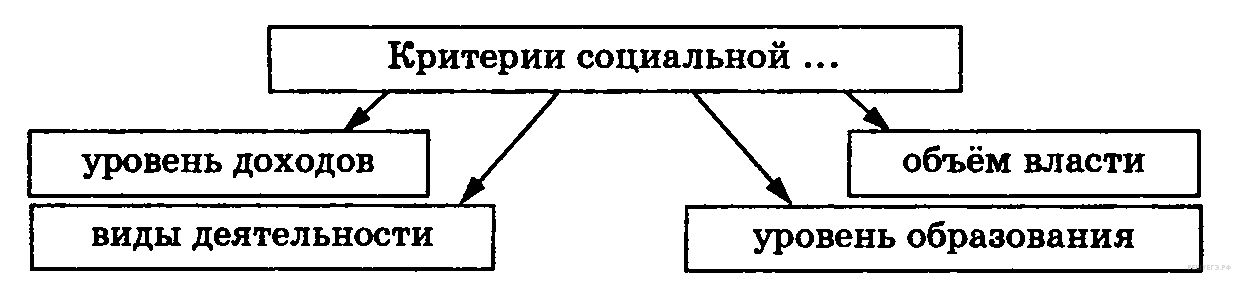 Критерии социальной ...
уровень доходов
объём власти
виды деятельности
уровень образования